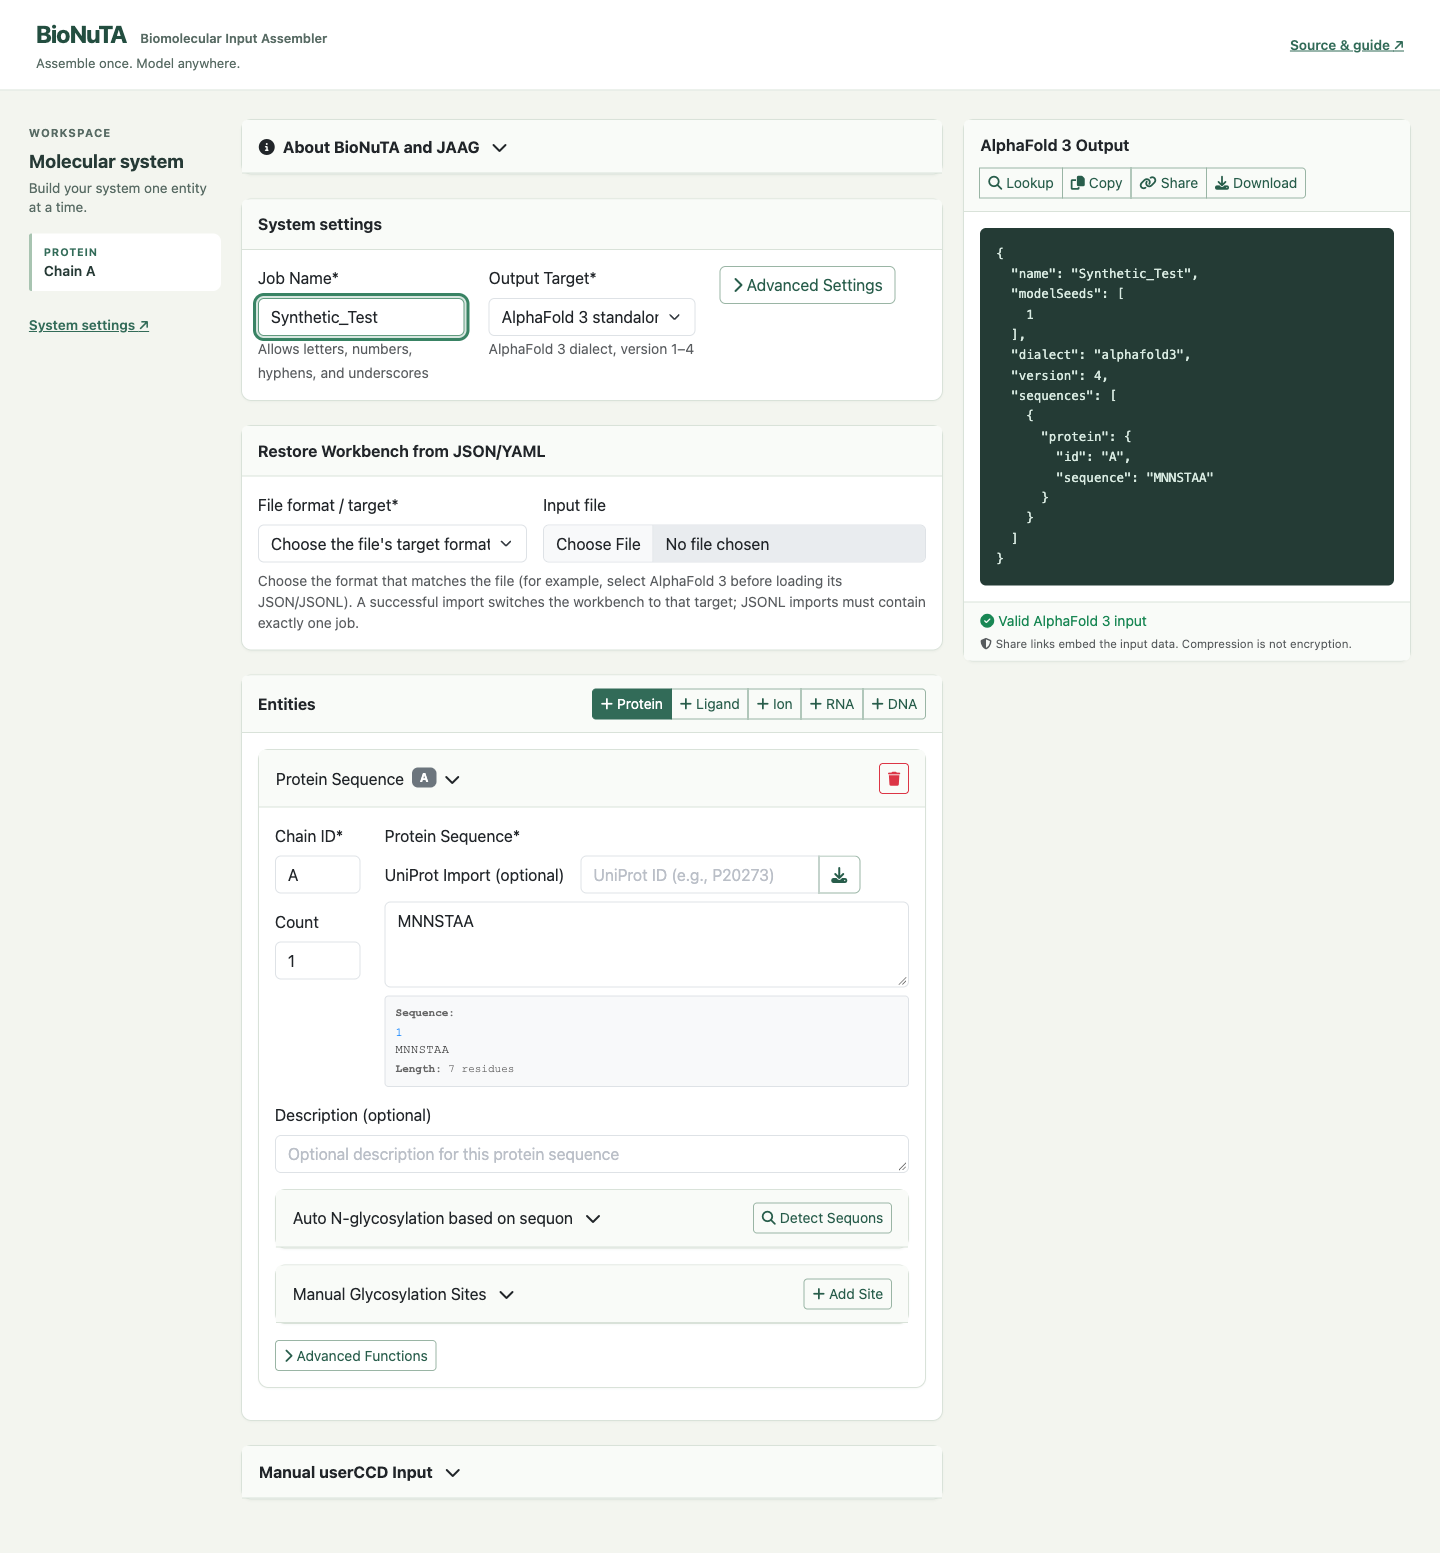 BioNuTA Biomolecular Input Assembler
Assemble once. Model anywhere.
Source & guide ↗
WORKSPACE
Molecular system
Build your system one entity
at a time.
PROTEIN
Chain A
System settings ↗
About BioNuTA and JAAG
System settings
Job Name*
Synthetic_Test
Allows letters, numbers,
hyphens, and underscores
Output Target*
AlphaFold 3 standalor
AlphaFold 3 dialect, version 1–4
Advanced Settings
Restore Workbench from JSON/YAML
File format / target*
Choose the file's target format
Input file
Choose File No file chosen
Choose the format that matches the file (for example, select AlphaFold 3 before loading its
JSON/JSONL). A successful import switches the workbench to that target; JSONL imports must contain
exactly one job.
Entities
+ Protein + Ligand + Ion + RNA + DNA
Protein Sequence A
Chain ID*
A
Count
1
Protein Sequence*
UniProt Import (optional) UniProt ID (e.g., P20273)
MNNSTAA
Sequence:
1
MNNSTAA
Length: 7 residues
Description (optional)
Optional description for this protein sequence
Auto N-glycosylation based on sequon
Detect Sequons
Manual Glycosylation Sites
+ Add Site
Advanced Functions
Manual userCCD Input
AlphaFold 3 Output
Lookup Copy Share Download
{
"name": "Synthetic_Test",
"modelSeeds": [
1
],
"dialect": "alphafold3",
"version": 4,
"sequences": [
{
"protein": {
"id": "A",
"sequence": "MNNSTAA"
}
}
]
}
Valid AlphaFold 3 input
Share links embed the input data. Compression is not encryption.